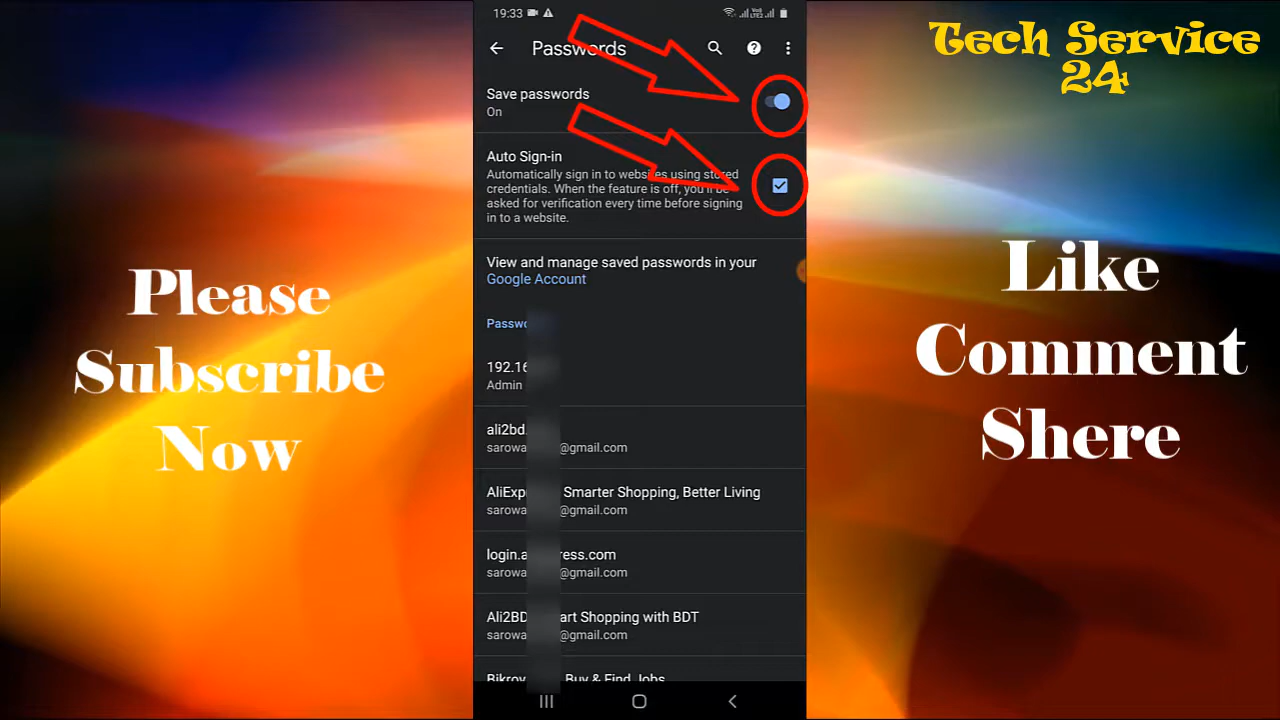 Tech Service
24
Please
Subscribe
Now
Like
Comment
Shere
19:33
Passwords
Save passwords
On
Auto Sign-in
Automatically sign in to websites using stored
credentials. When the feature is off, you'll be
asked for verification every time before signing
in to a website.
View and manage saved passwords in your
Google Account
Passwo
192.16
Admin
ali2bd.
sarowa @gmail.com
AliExp Smarter Shopping, Better Living
sarowa @gmail.com
login.a ress.com
sarowa @gmail.com
Ali2BD art Shopping with BDT
sarowa @gmail.com
Bikroy Buy & Find Jobs